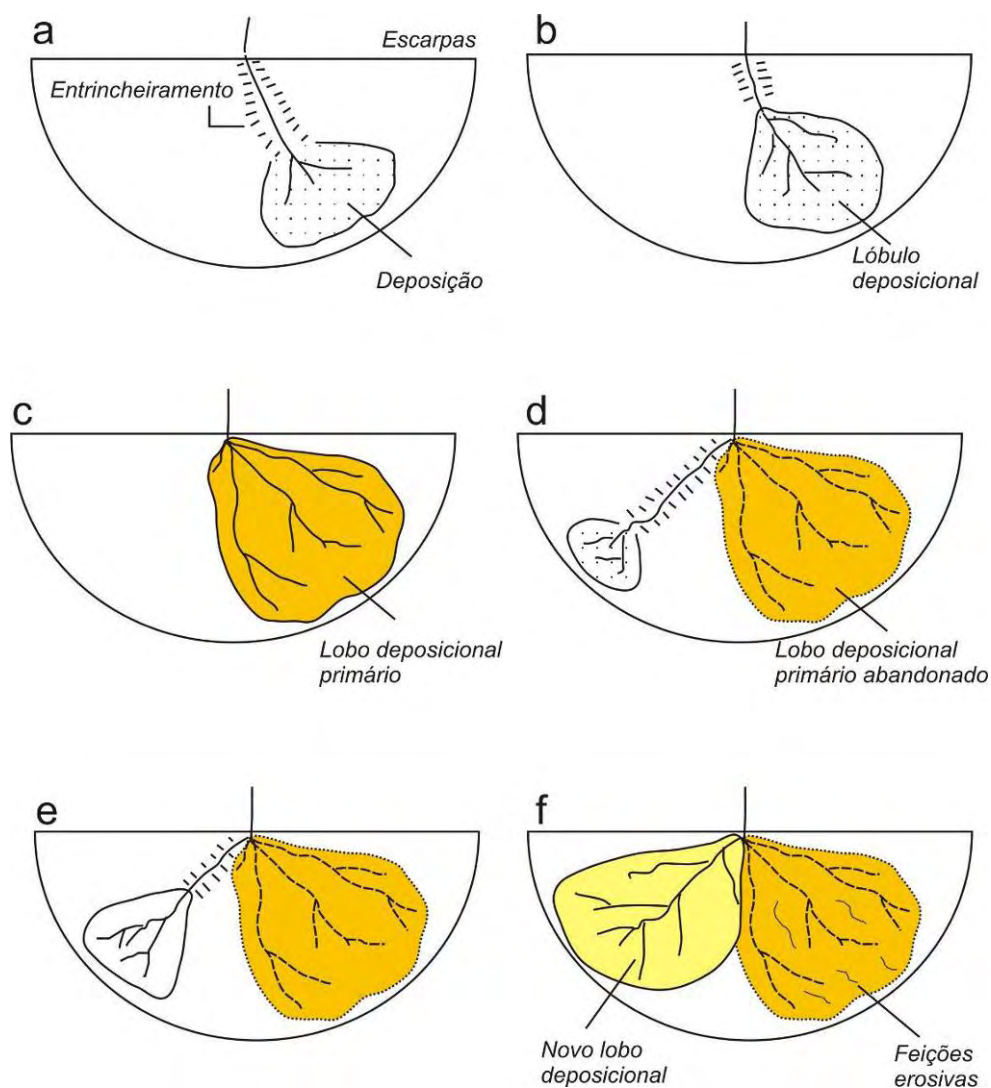 a
Escarpas
Entrincheiramento
Deposição
b
Lóbulo
deposicional
c
Lobo deposicional
primário
d
Lobo deposicional
primário abandonado
e
f
Novo lobo
deposicional
Feições
erosivas